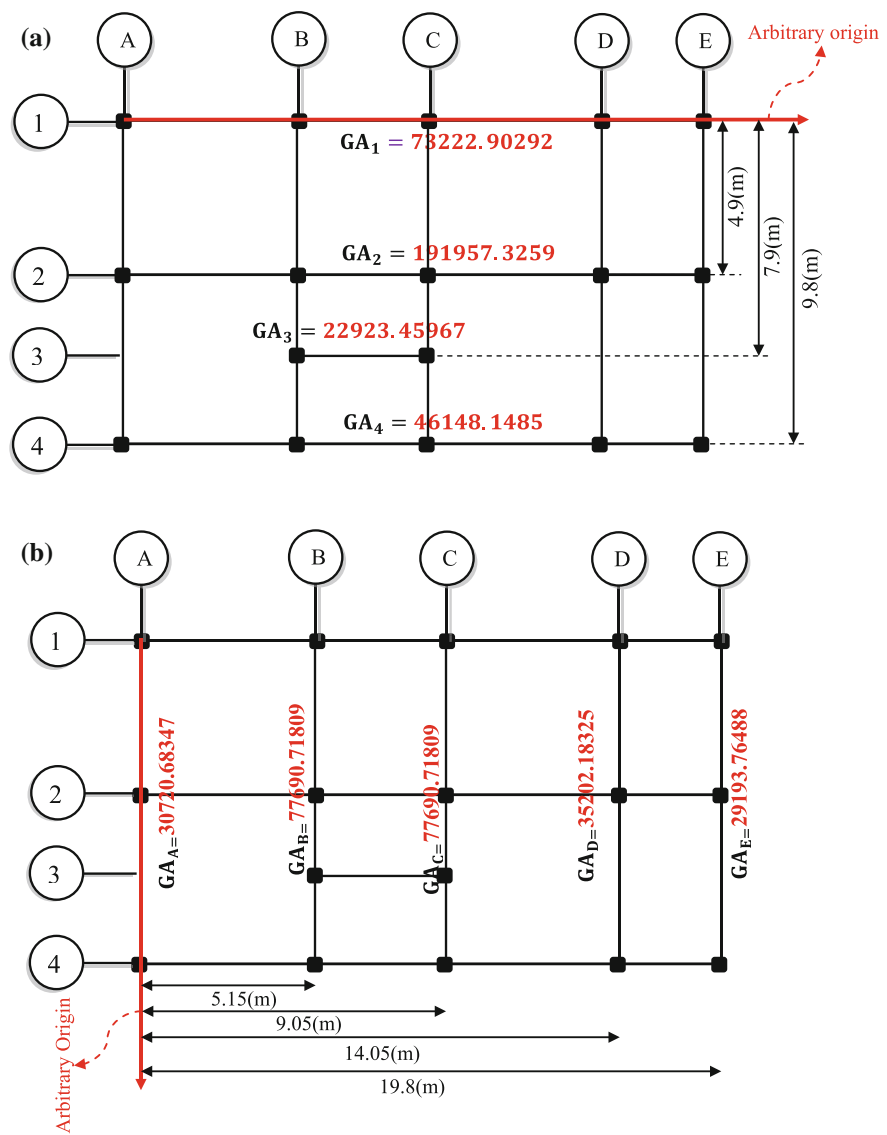 (a)
A B C D E
Arbitrary origin
1
GA1 = 73222.90292
4.9(m)
7.9(m)
9.8(m)
2
GA2 = 191957.3259
3
GA3 = 22923.45967
4
GA4 = 46148.1485
(b)
A B C D E
1
GAA=30720.68347
GAB=77690.71809
GAC=77690.71809
GAD=35202.18325
GAE=29193.76488
2
3
4
5.15(m)
9.05(m)
14.05(m)
19.8(m)
Arbitrary Origin